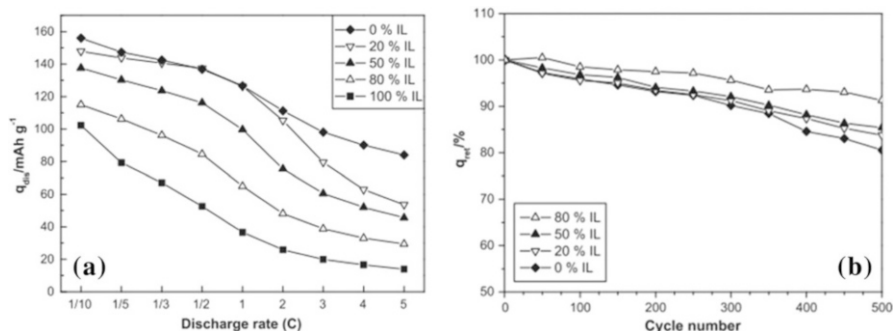 160
140
120
100
80
60
40
20
0
q_dis/mAh g⁻¹
0 % IL
20 % IL
50 % IL
80 % IL
100 % IL
(a)
1/10 1/5 1/3 1/2 1 2 3 4 5
Discharge rate (C)
110
100
90
80
70
60
50
q_ret/%
80 % IL
50 % IL
20 % IL
0 % IL
(b)
0 100 200 300 400 500
Cycle number